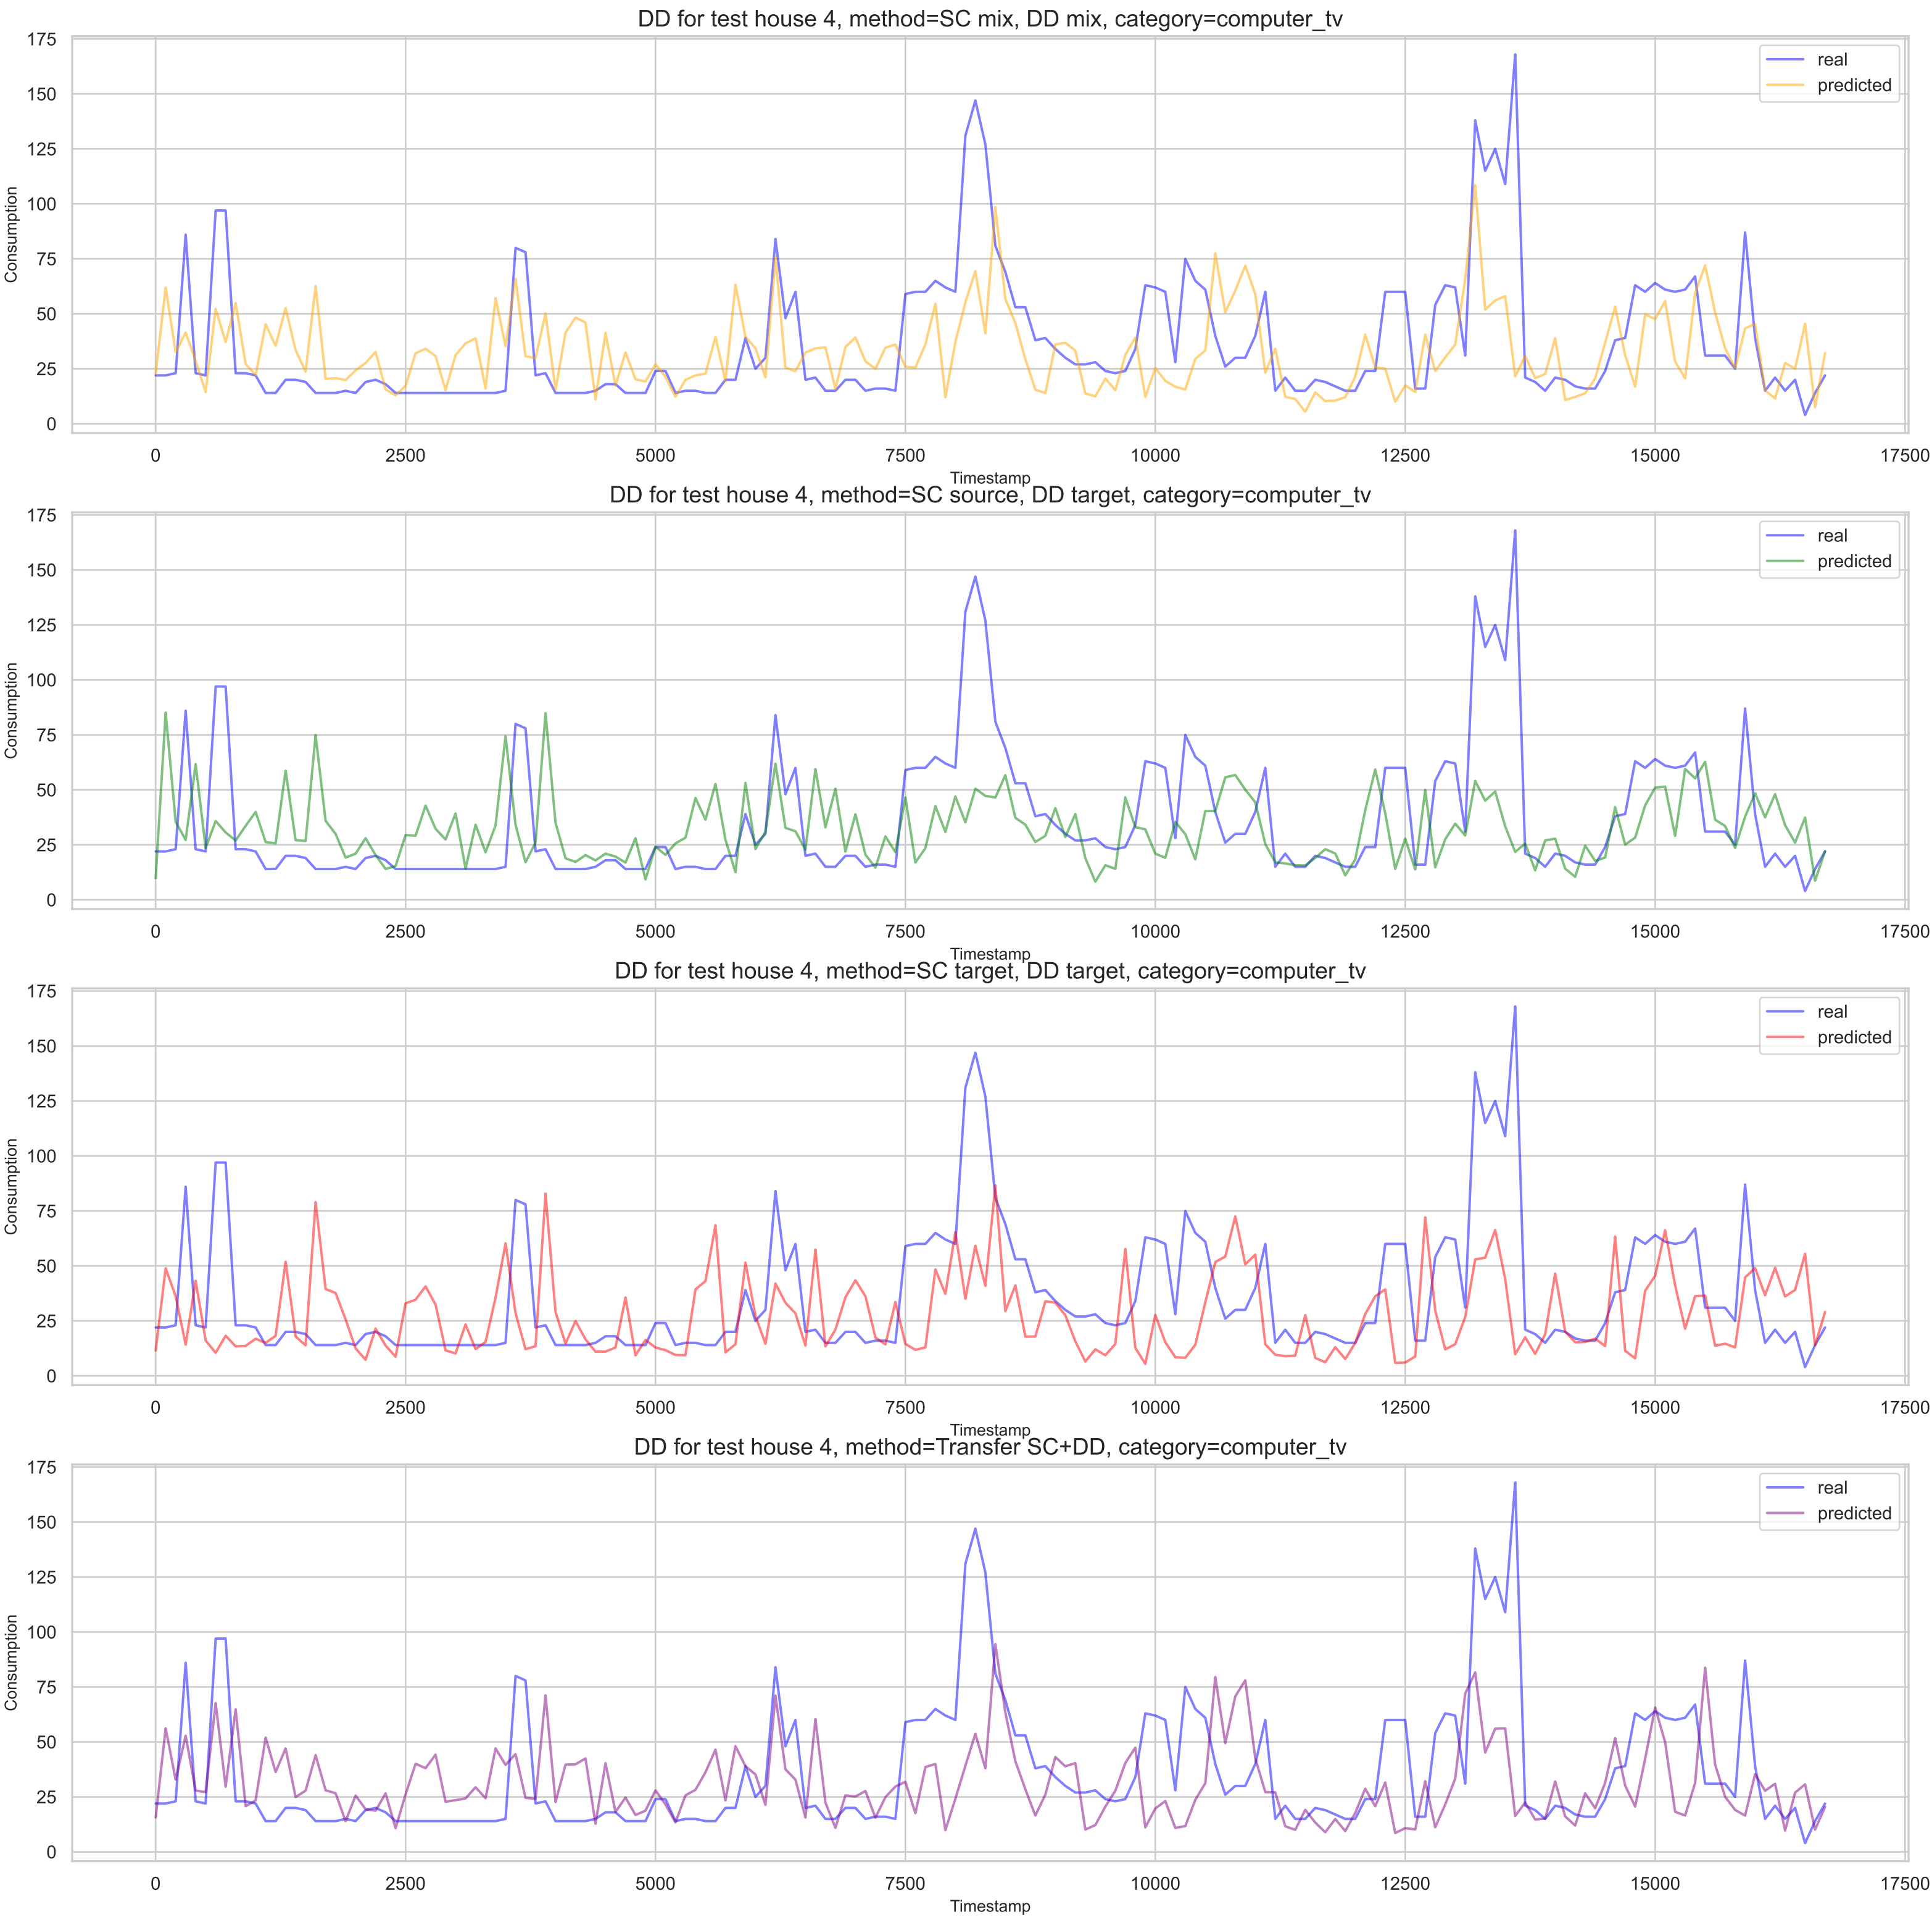 DD for test house 4, method=SC mix, DD mix, category=computer_tv
175
150
125
100
75
50
25
0
Consumption
real
predicted
0 2500 5000 7500 10000 12500 15000 17500
Timestamp
DD for test house 4, method=SC source, DD target, category=computer_tv
175
150
125
100
75
50
25
0
Consumption
real
predicted
0 2500 5000 7500 10000 12500 15000 17500
Timestamp
DD for test house 4, method=SC target, DD target, category=computer_tv
175
150
125
100
75
50
25
0
Consumption
real
predicted
0 2500 5000 7500 10000 12500 15000 17500
Timestamp
DD for test house 4, method=Transfer SC+DD, category=computer_tv
175
150
125
100
75
50
25
0
Consumption
real
predicted
0 2500 5000 7500 10000 12500 15000 17500
Timestamp